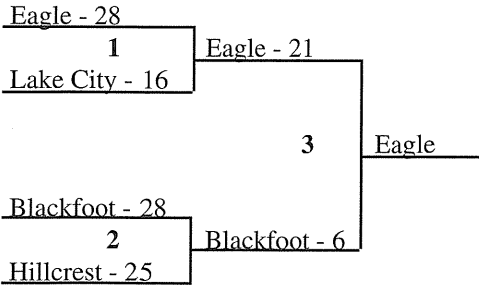 Eagle - 28
1
Eagle - 21
Lake City - 16
3
Eagle
Blackfoot - 28
2
Blackfoot - 6
Hillcrest - 25